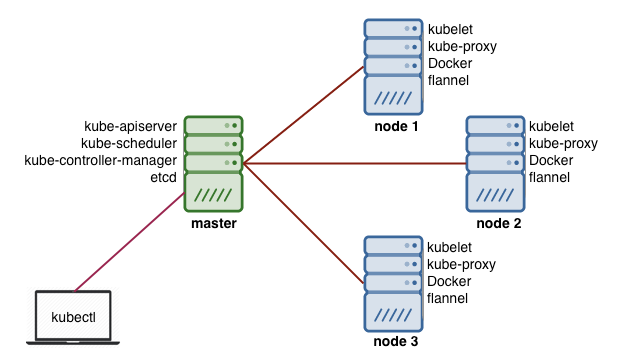 kubelet
kube-proxy
Docker
flannel
node 1
kube-apiserver
kube-scheduler
kube-controller-manager
etcd
master
kubelet
kube-proxy
Docker
flannel
node 2
kubelet
kube-proxy
Docker
flannel
node 3
kubectl